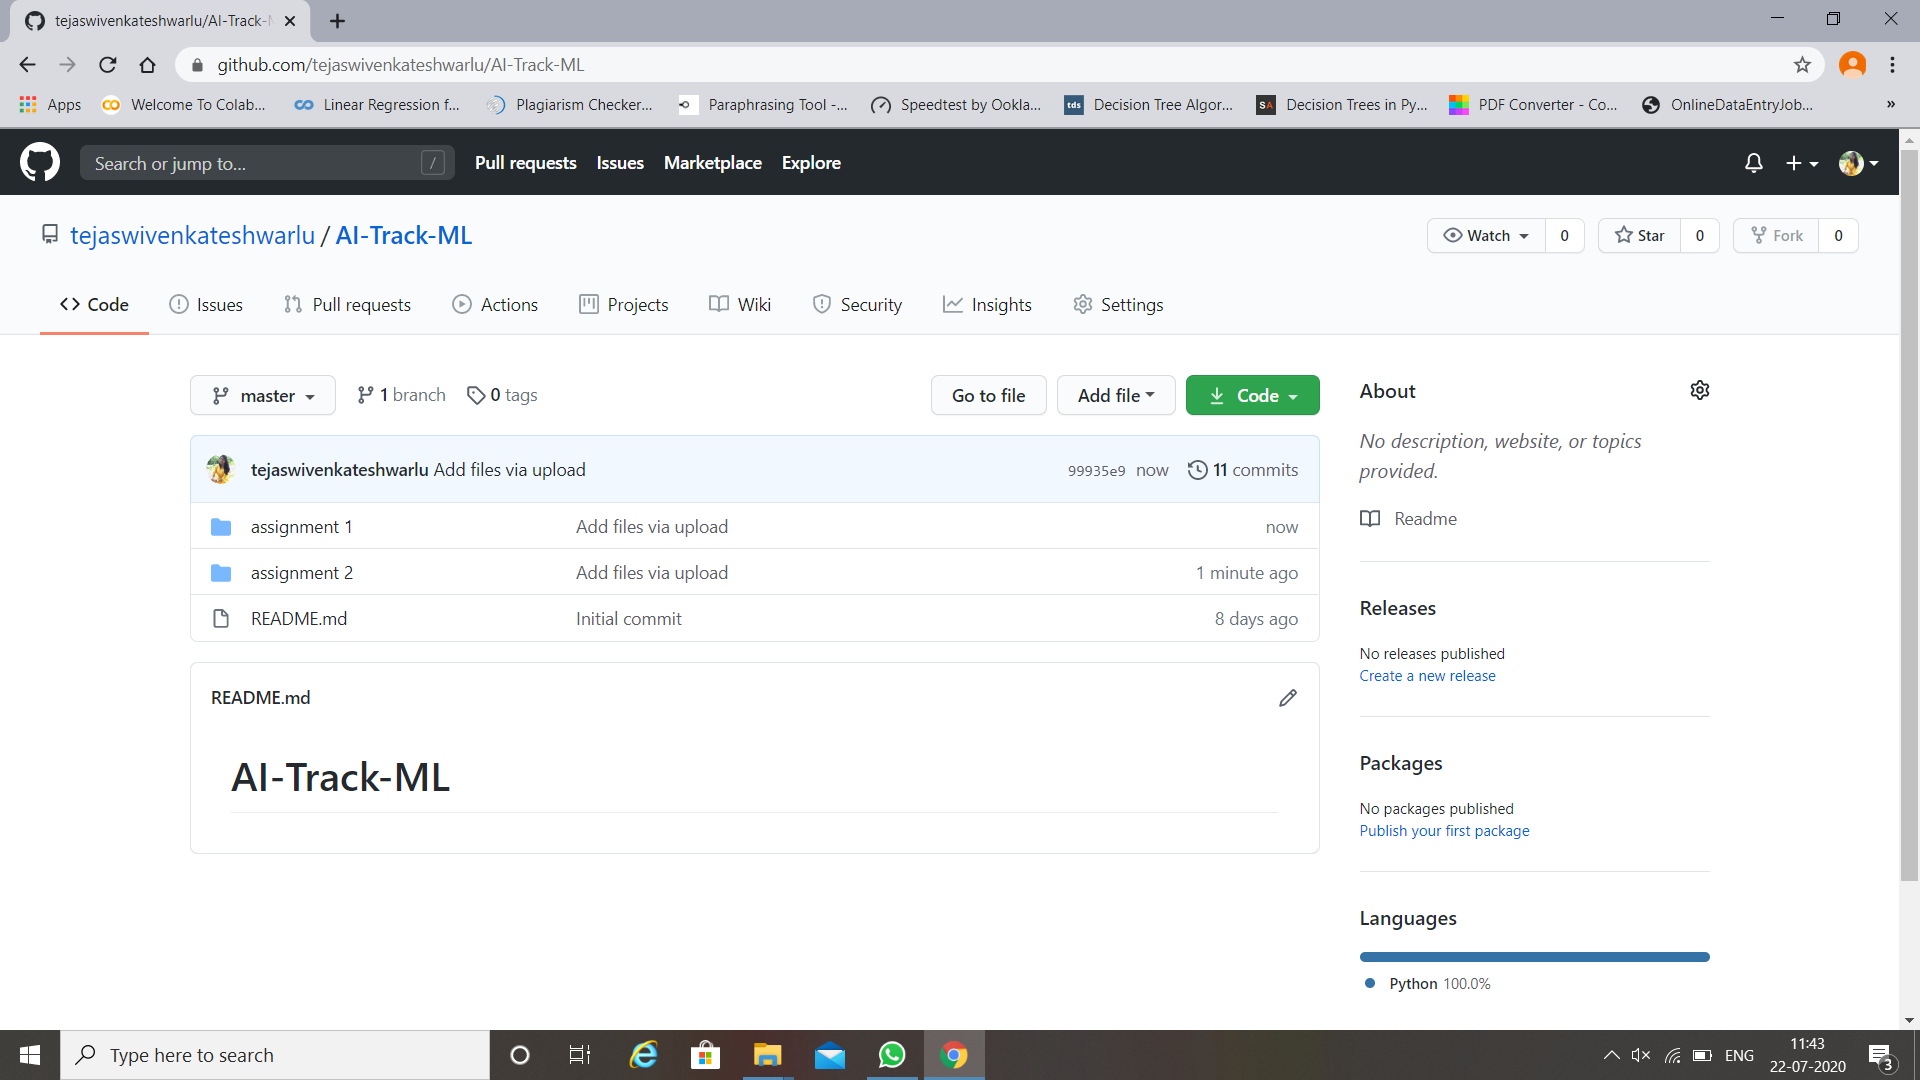 tejaswivenkateshwarlu/AI-Track-
github.com/tejaswivenkateshwarlu/AI-Track-ML
Apps Welcome To Colab... Linear Regression f... Plagiarism Checker... Paraphrasing Tool -... Speedtest by Ookla... tds Decision Tree Algor... SA Decision Trees in Py... PDF Converter - Co... OnlineDataEntryJob... »
Search or jump to... / Pull requests Issues Marketplace Explore
tejaswivenkateshwarlu / AI-Track-ML
Watch 0 Star 0 Fork 0
Code Issues Pull requests Actions Projects Wiki Security Insights Settings
master 1 branch 0 tags Go to file Add file Code
tejaswivenkateshwarlu Add files via upload 99935e9 now 11 commits
assignment 1 Add files via upload now
assignment 2 Add files via upload 1 minute ago
README.md Initial commit 8 days ago
README.md
AI-Track-ML
About
No description, website, or topics
provided.
Readme
Releases
No releases published
Create a new release
Packages
No packages published
Publish your first package
Languages
Python 100.0%
Type here to search
ENG
11:43
22-07-2020
3